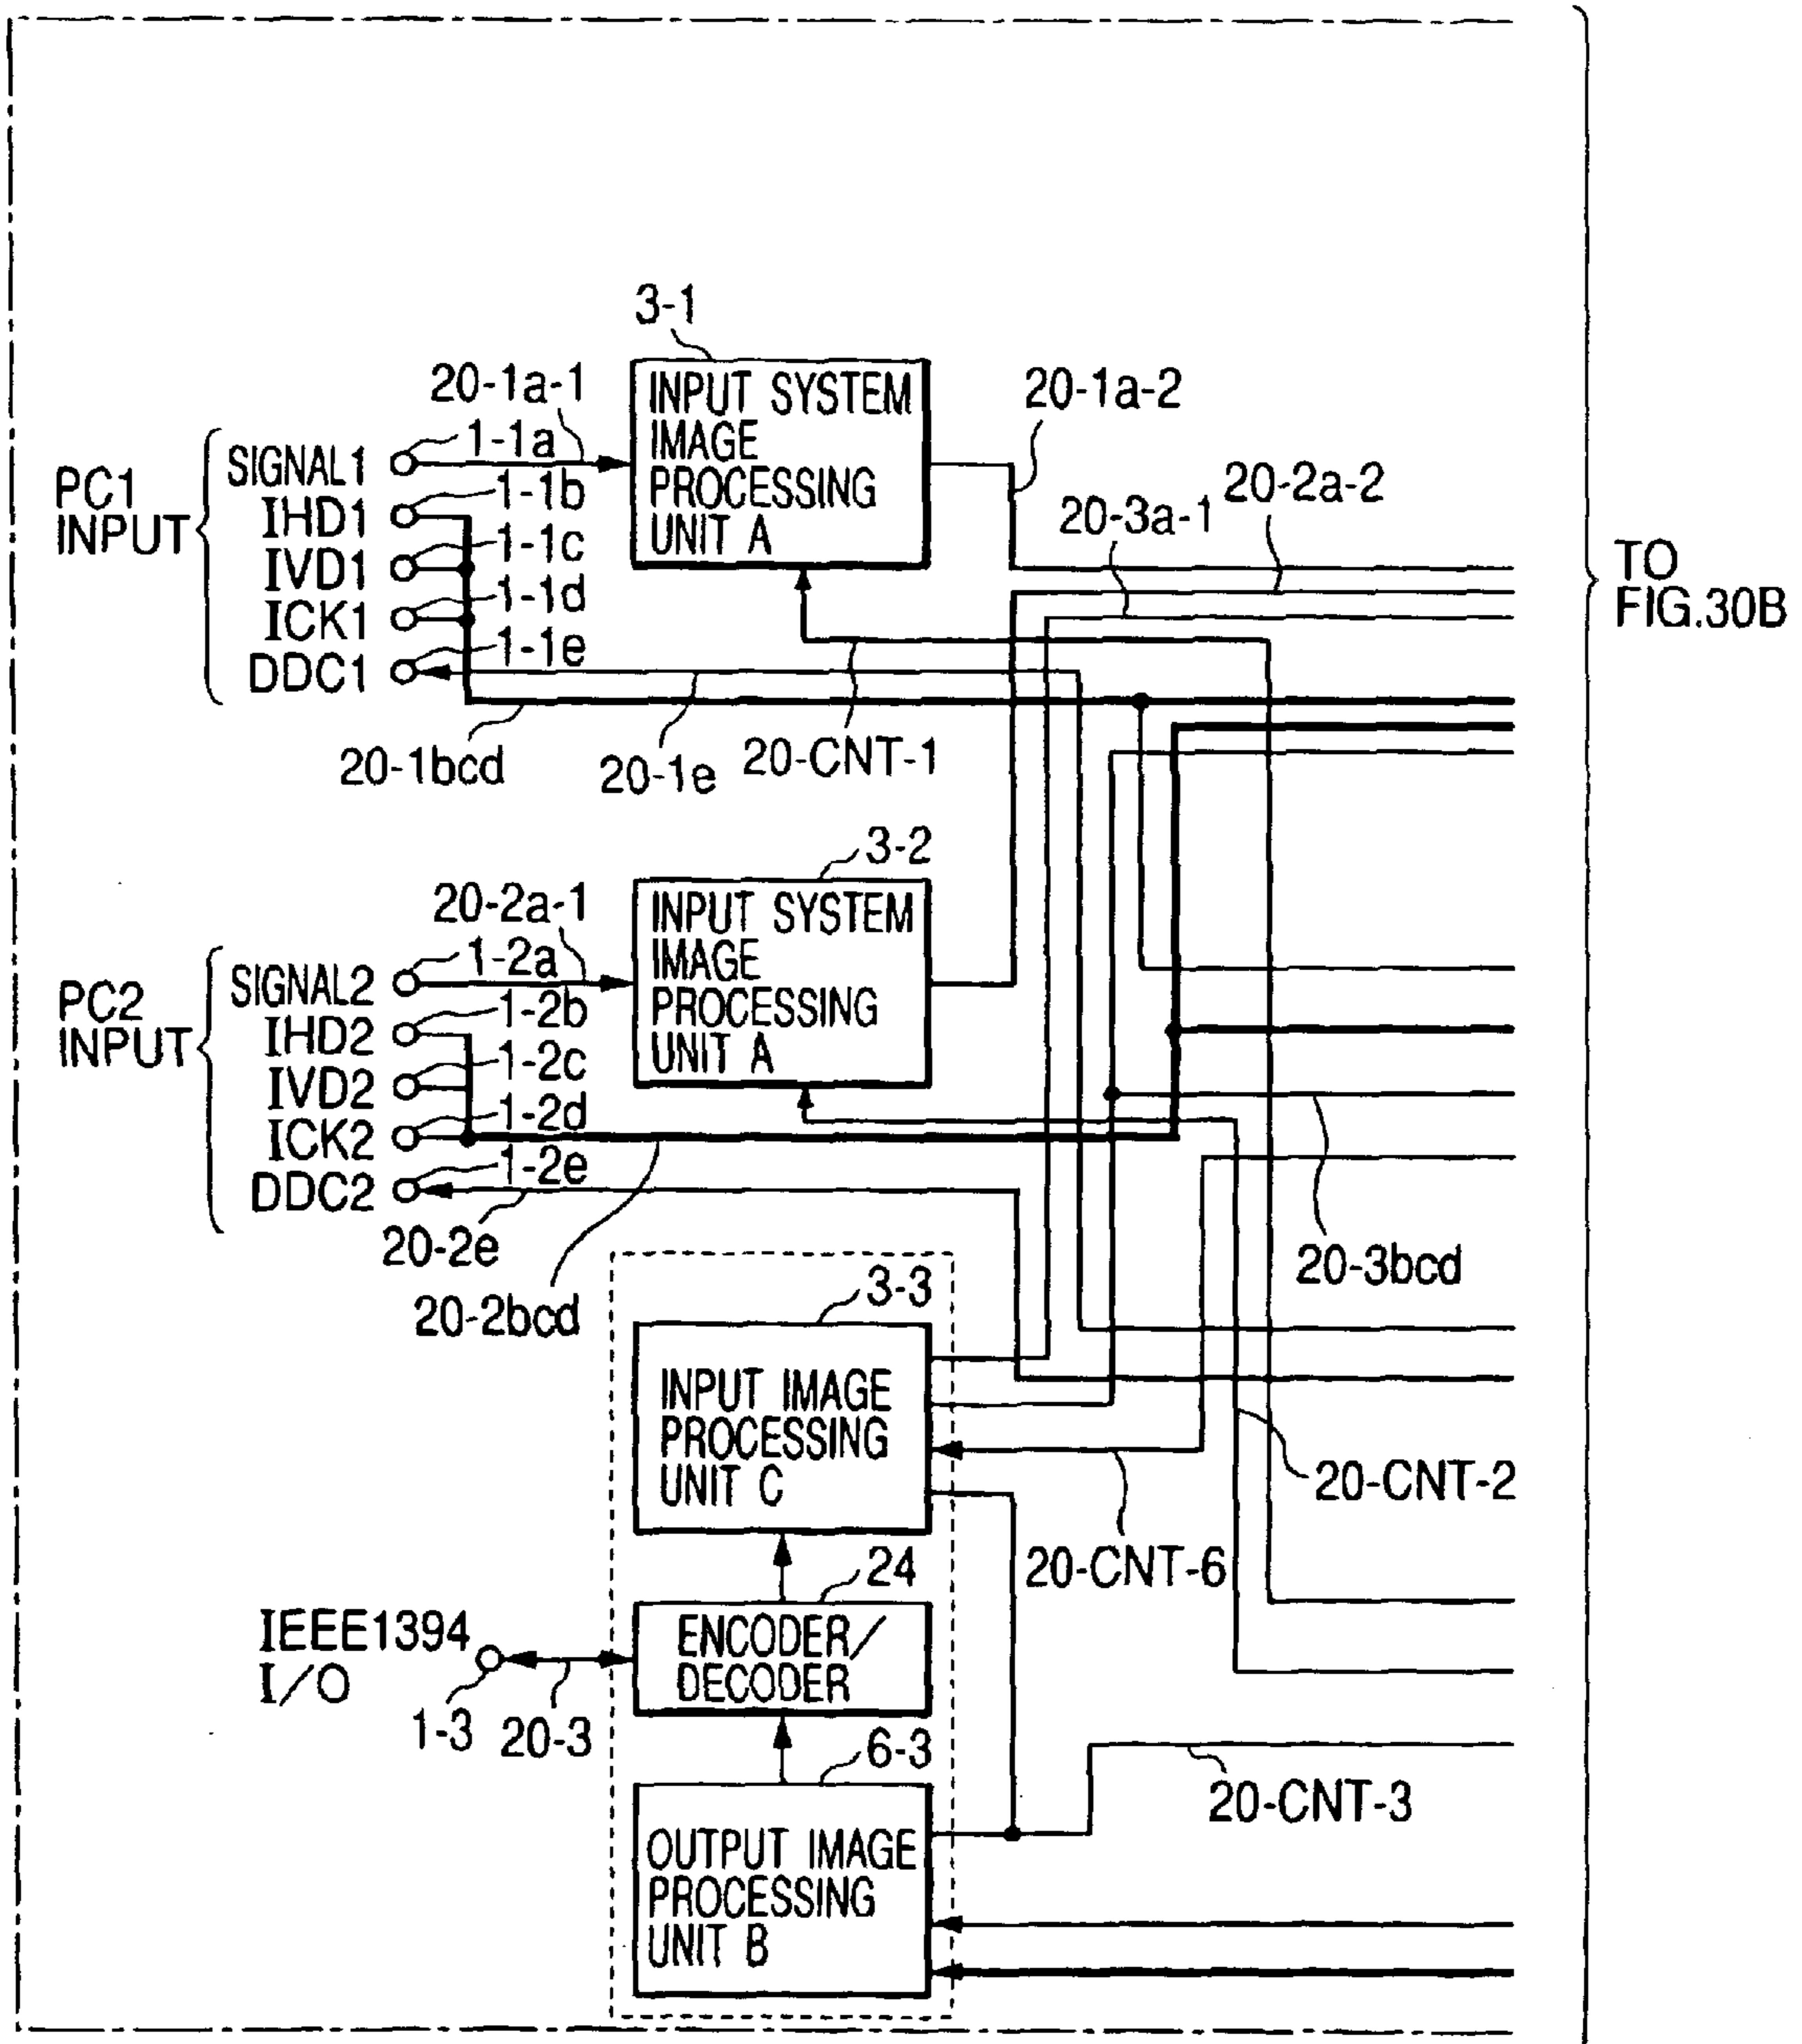 3-1
20-1a-1
INPUT SYSTEM
IMAGE
PROCESSING
UNIT A
20-1a-2
PC1
INPUT
SIGNAL1
1-1a
IHD1
1-1b
IVD1
1-1c
ICK1
1-1d
DDC1
1-1e
20-3a-1
20-2a-2
TO
FIG.30B
20-1bcd
20-1e
20-CNT-1
3-2
20-2a-1
INPUT SYSTEM
IMAGE
PROCESSING
UNIT A
PC2
INPUT
SIGNAL2
1-2a
IHD2
1-2b
IVD2
1-2c
ICK2
1-2d
DDC2
1-2e
20-2e
20-2bcd
20-3bcd
3-3
INPUT IMAGE
PROCESSING
UNIT C
20-CNT-2
20-CNT-6
24
IEEE1394
I/O
ENCODER/
DECODER
1-3
20-3
6-3
20-CNT-3
OUTPUT IMAGE
PROCESSING
UNIT B